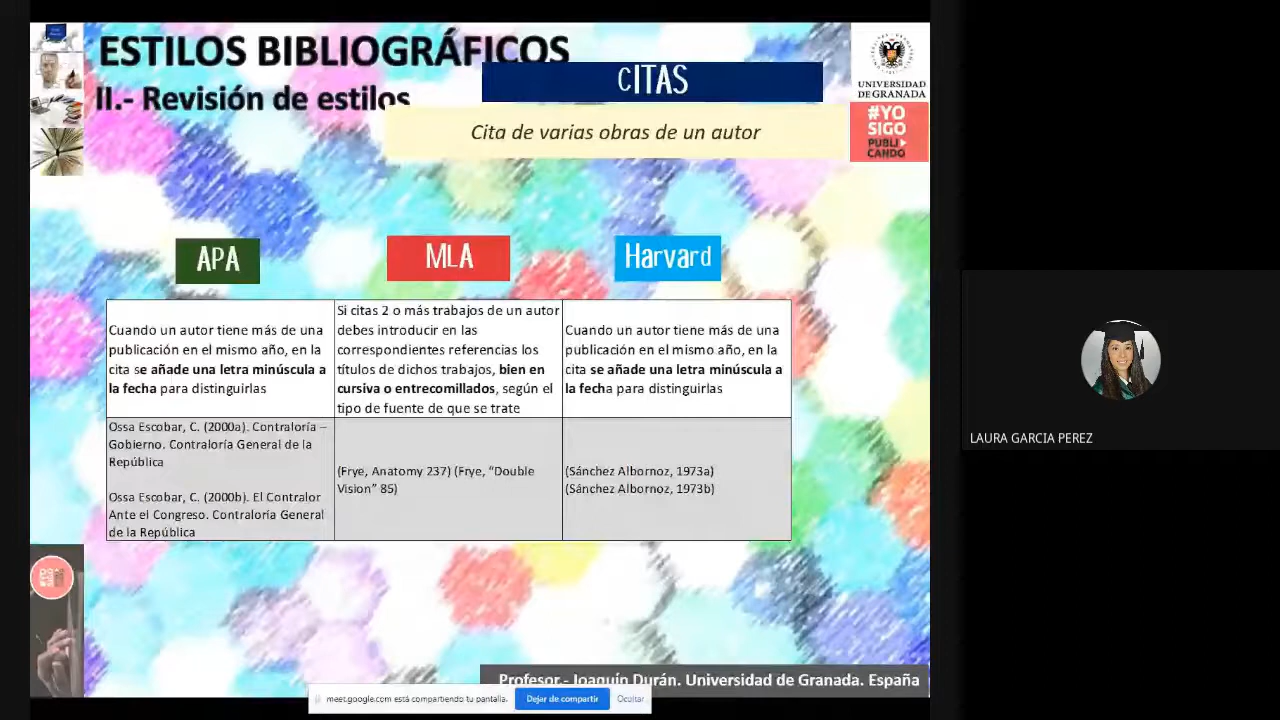 ESTILOS BIBLIOGRÁFICOS
II.- Revisión de estilos
CITAS
Cita de varias obras de un autor
UNIVERSIDAD
DE GRANADA
#YO
SIGO
PUBLI
CANDO
APA
MLA
Harvard
Cuando un autor tiene más de una
publicación en el mismo año, en la
cita se añade una letra minúscula a
la fecha para distinguirlas
Si citas 2 o más trabajos de un autor
debes introducir en las
correspondientes referencias los
títulos de dichos trabajos, bien en
cursiva o entrecomillados, según el
tipo de fuente de que se trate
Cuando un autor tiene más de una
publicación en el mismo año, en la
cita se añade una letra minúscula a
la fecha para distinguirlas
Ossa Escobar, C. (2000a). Contraloría –
Gobierno. Contraloría General de la
República
Ossa Escobar, C. (2000b). El Contralor
Ante el Congreso. Contraloría General
de la República
(Frye, Anatomy 237) (Frye, “Double
Vision” 85)
(Sánchez Albornoz, 1973a)
(Sánchez Albornoz, 1973b)
LAURA GARCIA PEREZ
Profesor.- Joaquín Durán. Universidad de Granada. España
meet.google.com está compartiendo tu pantalla.
Dejar de compartir
Ocultar